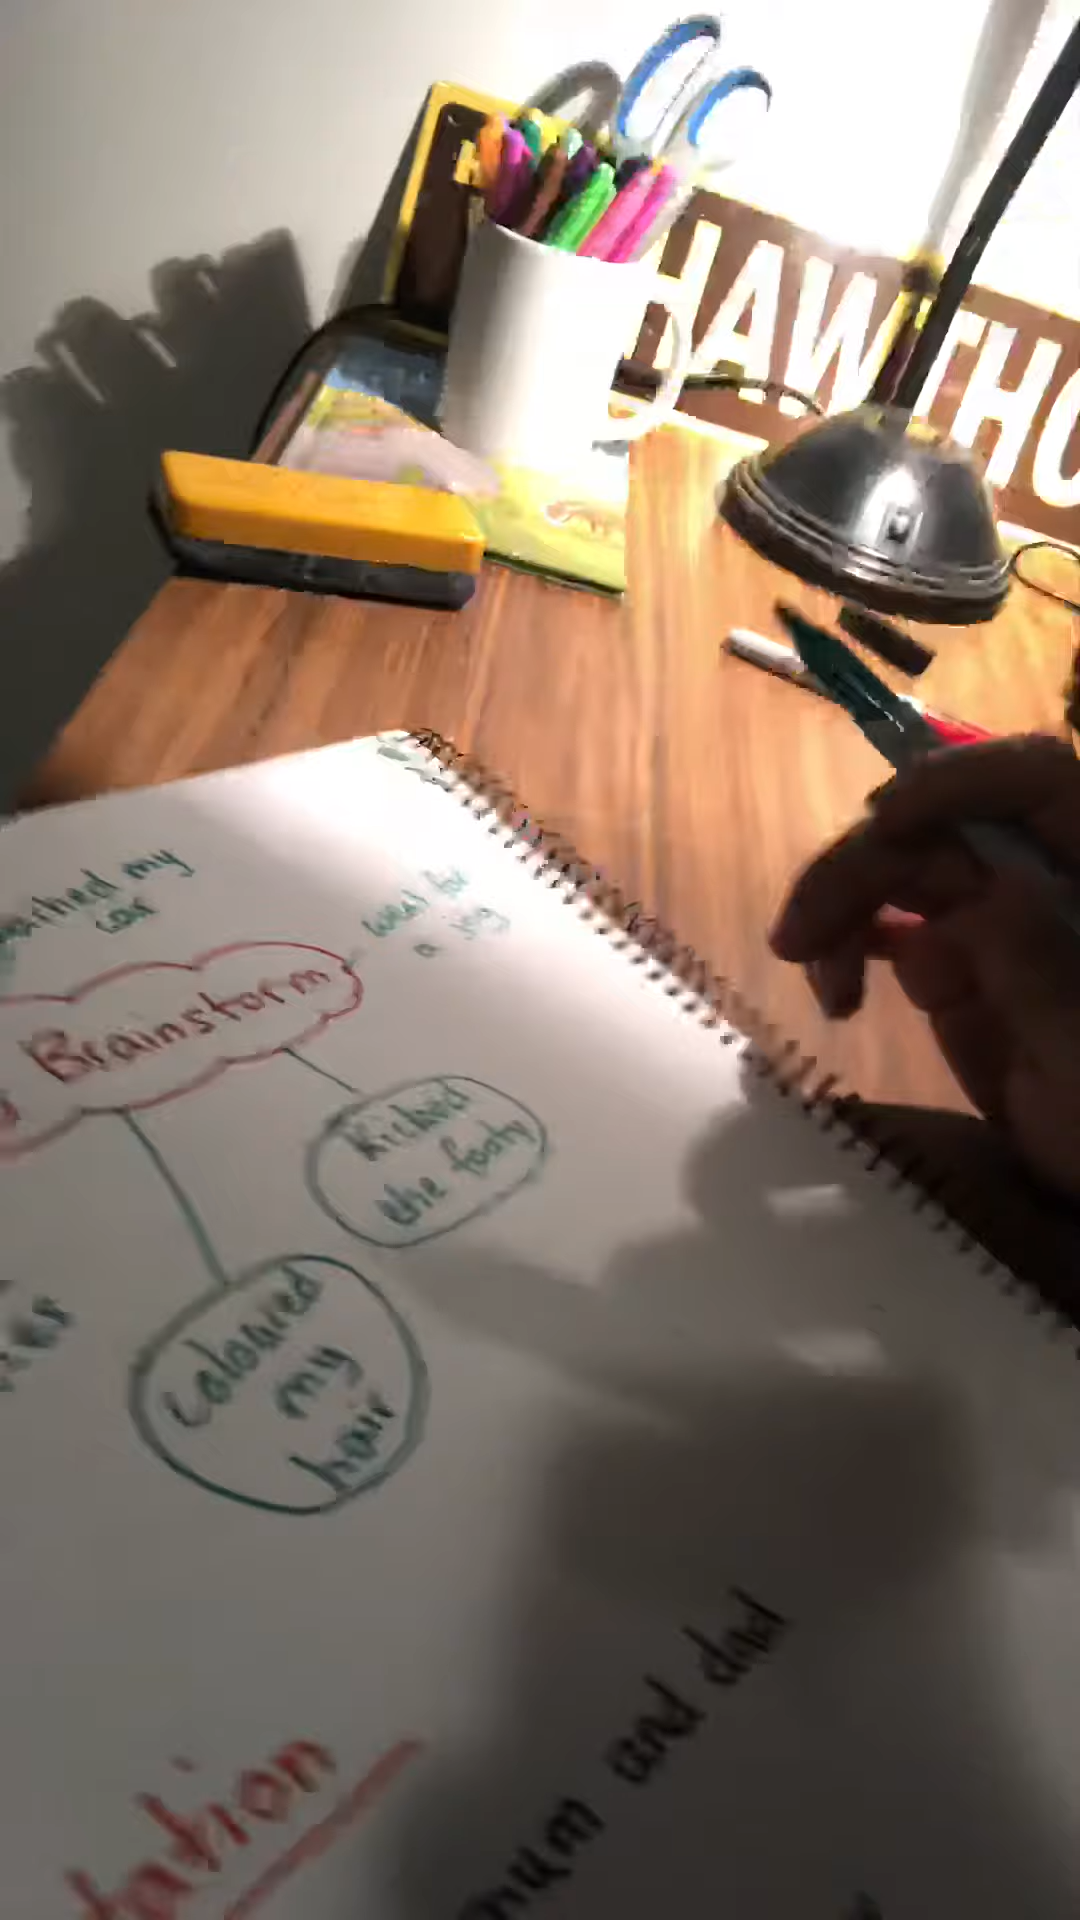 HAWTHO
washed my
car
went for
a jog
Brainstorm
Kicked
the footy
Coloured
my
hair
mum and dad
tation